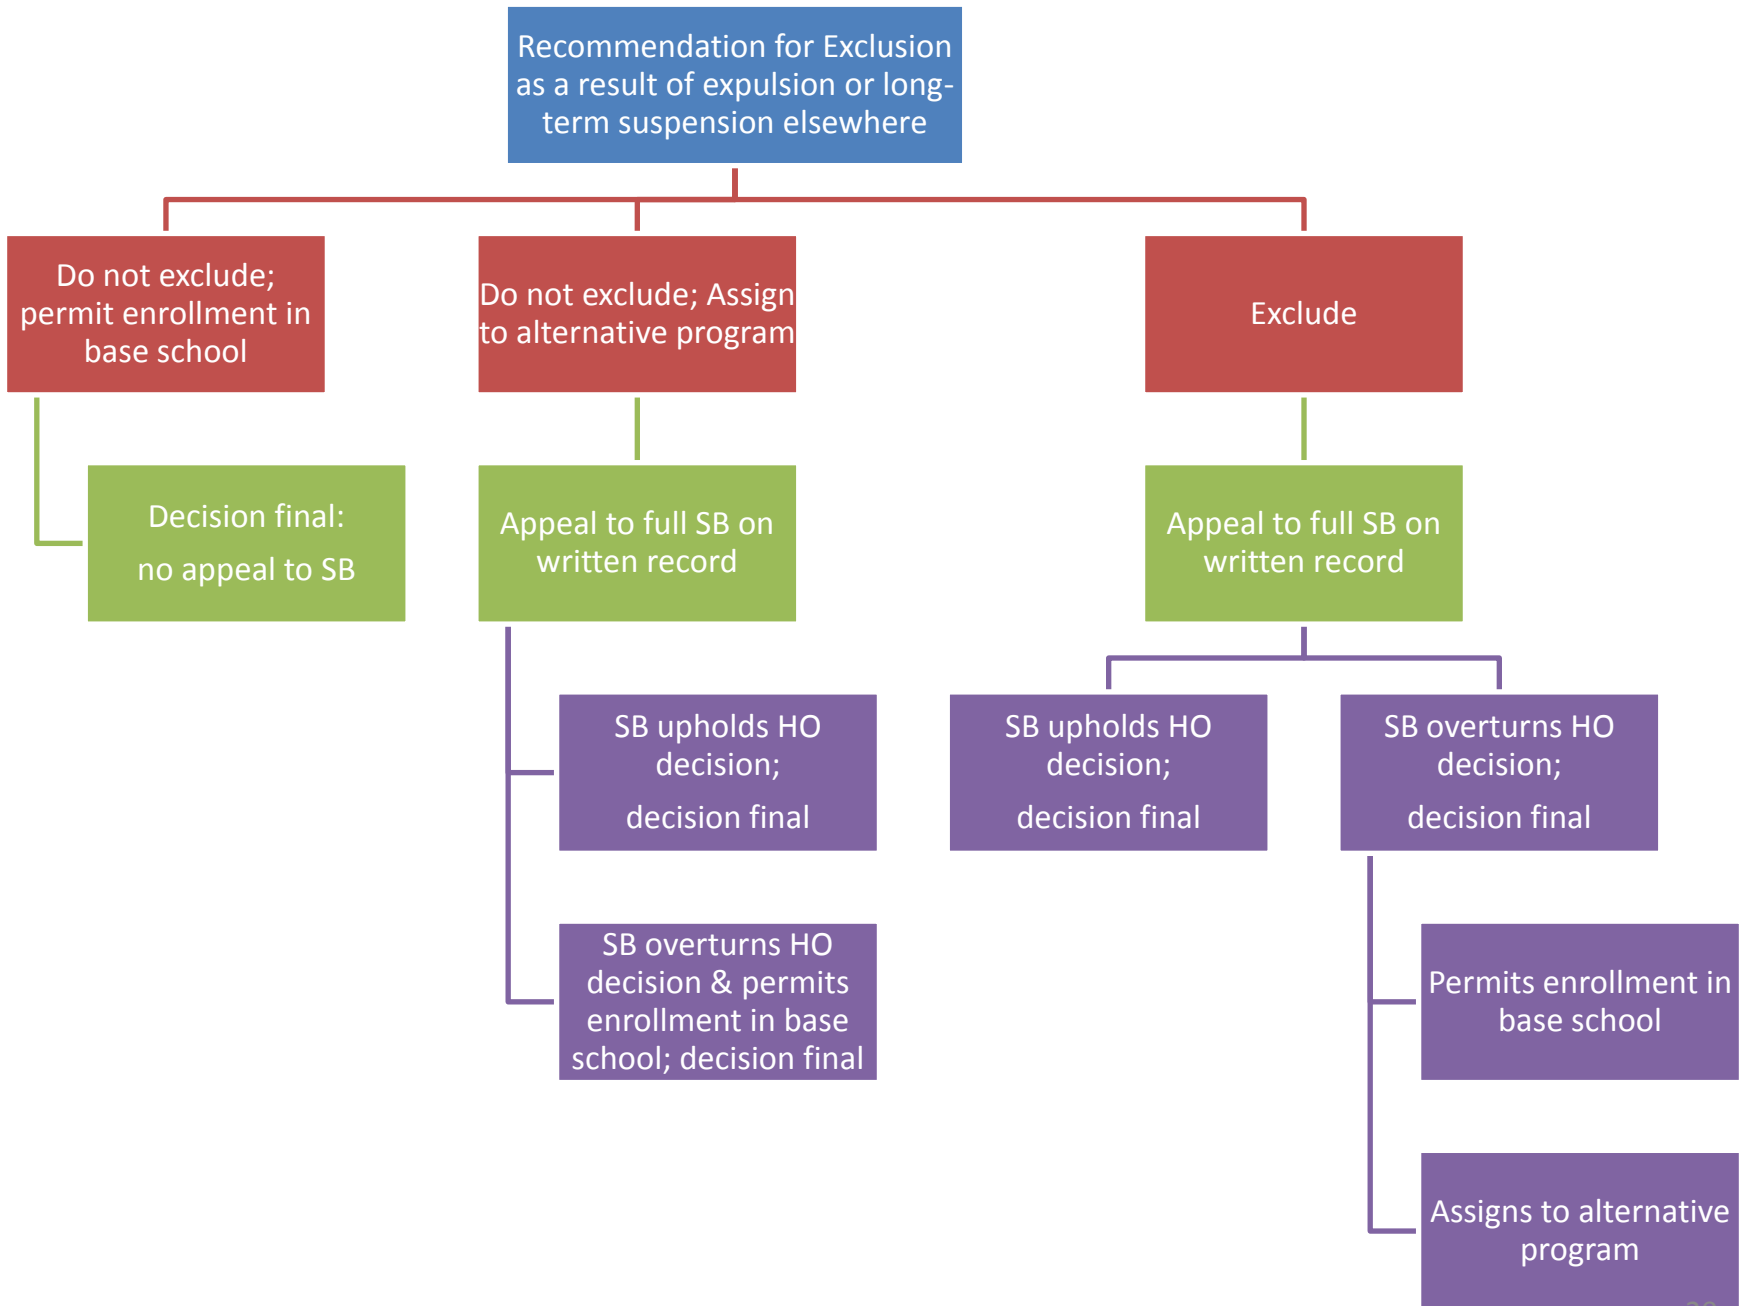 Recommendation for Exclusion
as a result of expulsion or long-
term suspension elsewhere
Do not exclude;
permit enrollment in
base school
Do not exclude; Assign
to alternative program
Exclude
Decision final:
no appeal to SB
Appeal to full SB on
written record
Appeal to full SB on
written record
SB upholds HO
decision;
decision final
SB upholds HO
decision;
decision final
SB overturns HO
decision;
decision final
SB overturns HO
decision & permits
enrollment in base
school; decision final
Permits enrollment in
base school
Assigns to alternative
program